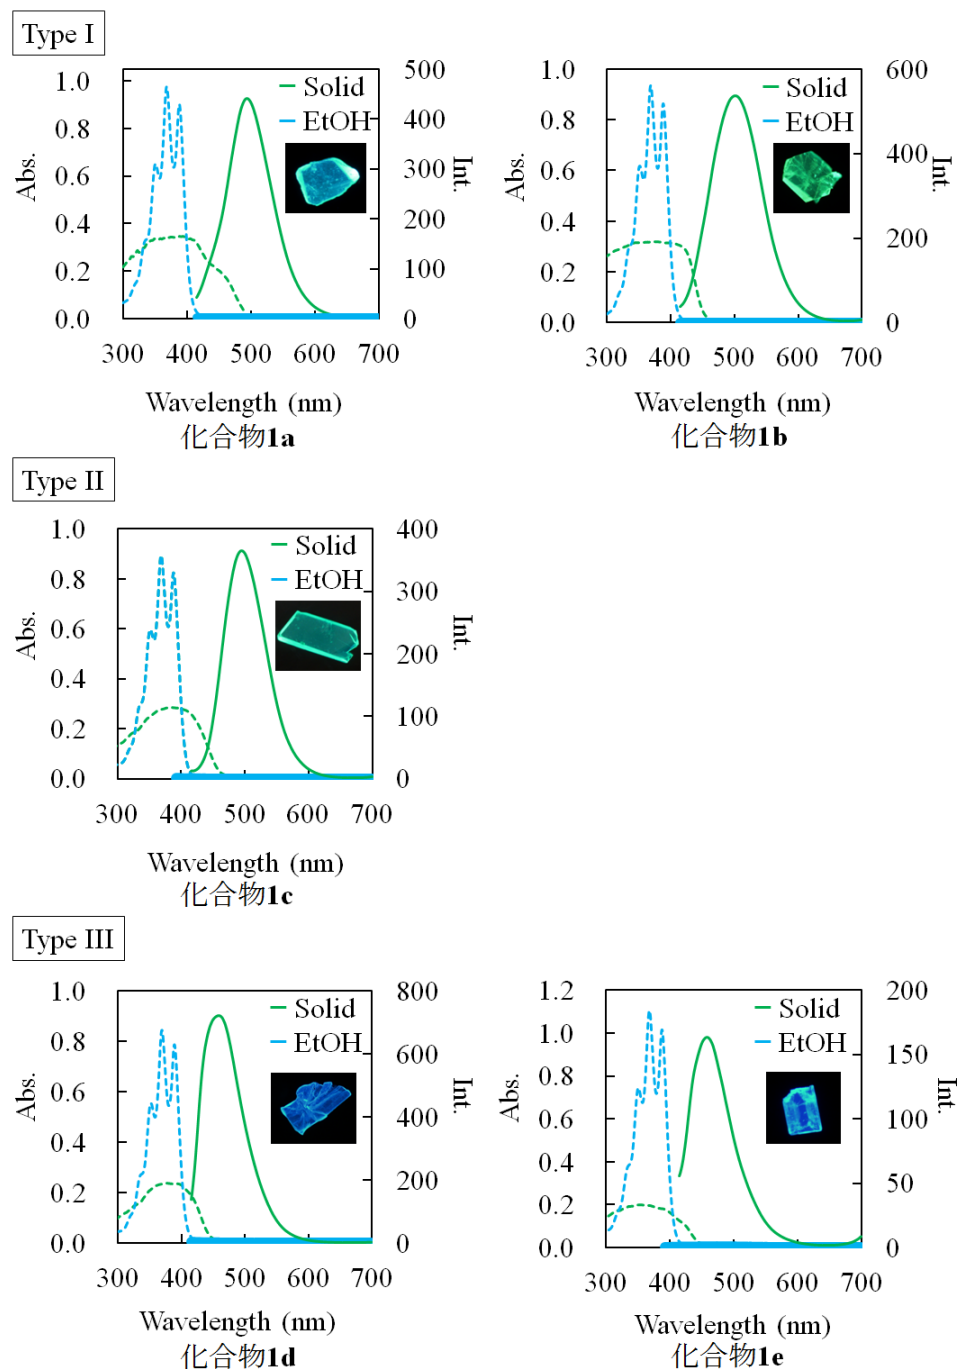 Type I
1.0
0.8
0.6
0.4
0.2
0.0
Abs.
500
400
300
200
100
0
Int.
Solid
EtOH
300 400 500 600 700
Wavelength (nm)
化合物1a
1.0
0.8
0.6
0.4
0.2
0.0
Abs.
600
400
200
0
Int.
Solid
EtOH
300 400 500 600 700
Wavelength (nm)
化合物1b
Type II
1.0
0.8
0.6
0.4
0.2
0.0
Abs.
400
300
200
100
0
Int.
Solid
EtOH
300 400 500 600 700
Wavelength (nm)
化合物1c
Type III
1.0
0.8
0.6
0.4
0.2
0.0
Abs.
800
600
400
200
0
Int.
Solid
EtOH
300 400 500 600 700
Wavelength (nm)
化合物1d
1.2
1.0
0.8
0.6
0.4
0.2
0.0
Abs.
200
150
100
50
0
Int.
Solid
EtOH
300 400 500 600 700
Wavelength (nm)
化合物1e